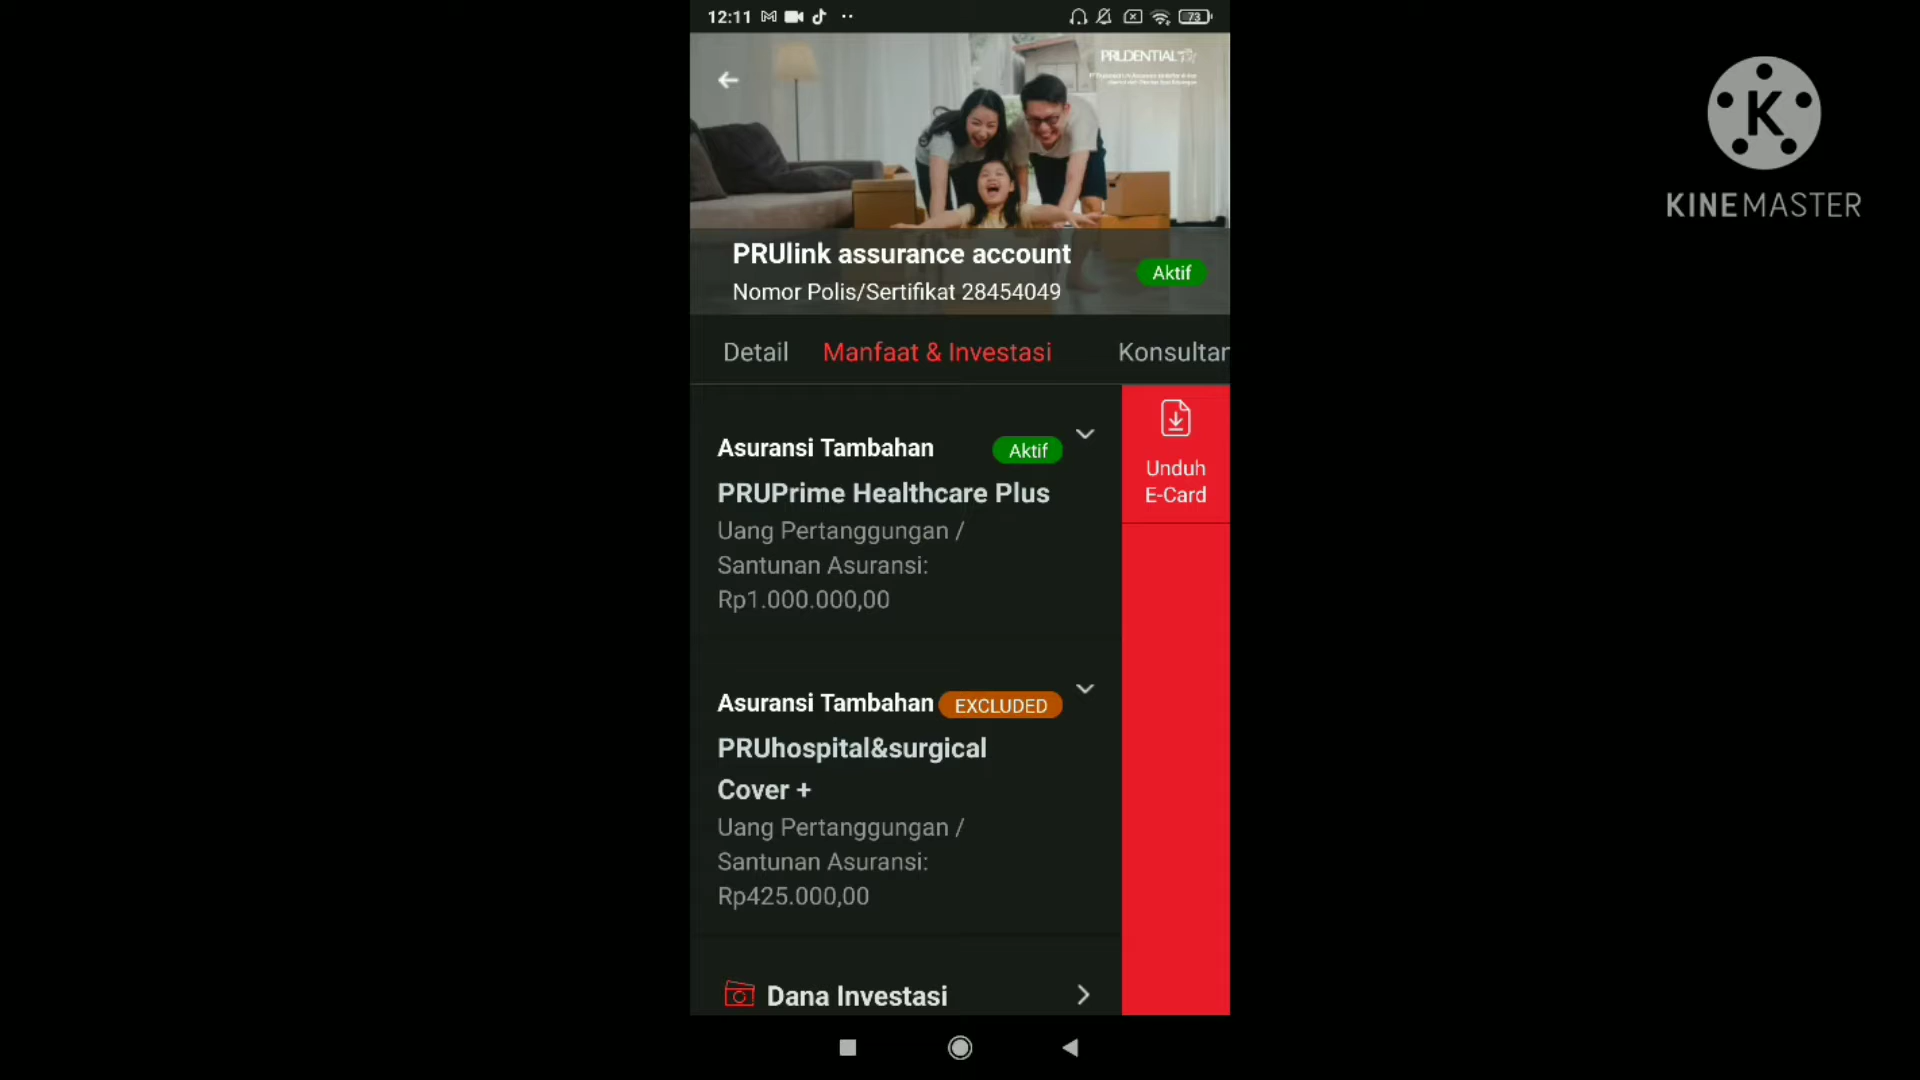 12:11
73
PRUDENTIAL
PRUlink assurance account
Aktif
Nomor Polis/Sertifikat 28454049
Detail
Manfaat & Investasi
Konsultan
Asuransi Tambahan
Aktif
PRUPrime Healthcare Plus
Uang Pertanggungan /
Santunan Asuransi:
Rp1.000.000,00
Unduh
E-Card
Asuransi Tambahan
EXCLUDED
PRUhospital&surgical
Cover +
Uang Pertanggungan /
Santunan Asuransi:
Rp425.000,00
Dana Investasi
K
KINEMASTER